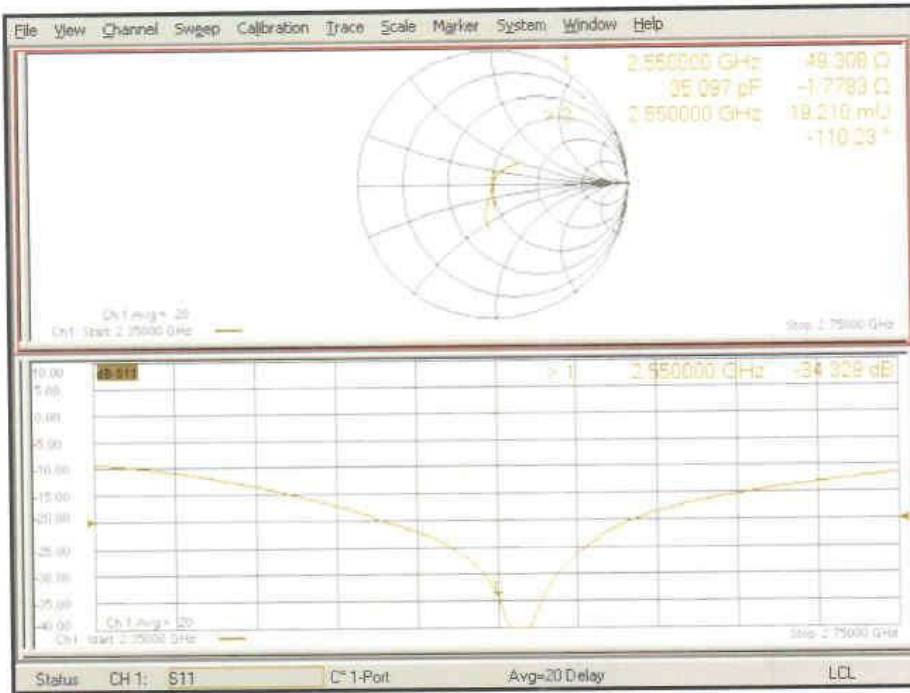 File View Channel Sweep Calibration Trace Scale Marker System Window Help
1 2.550000 GHz -49.308 Ω
35.097 pF -1.7783 Ω
> 2 2.550000 GHz 19.210 mU
-110.23 °
Ch 1 Avg = 20
Ch1: Start 2.35000 GHz
Stop 2.75000 GHz
10.00
dB S11
> 1 2.550000 GHz -34.329 dB
5.00
0.00
-5.00
-10.00
-15.00
-20.00
-25.00
-30.00
-35.00
-40.00
Ch 1 Avg = 20
Ch1: Start 2.35000 GHz
Stop 2.75000 GHz
Status CH 1: S11 C* 1-Port Avg=20 Delay LCL